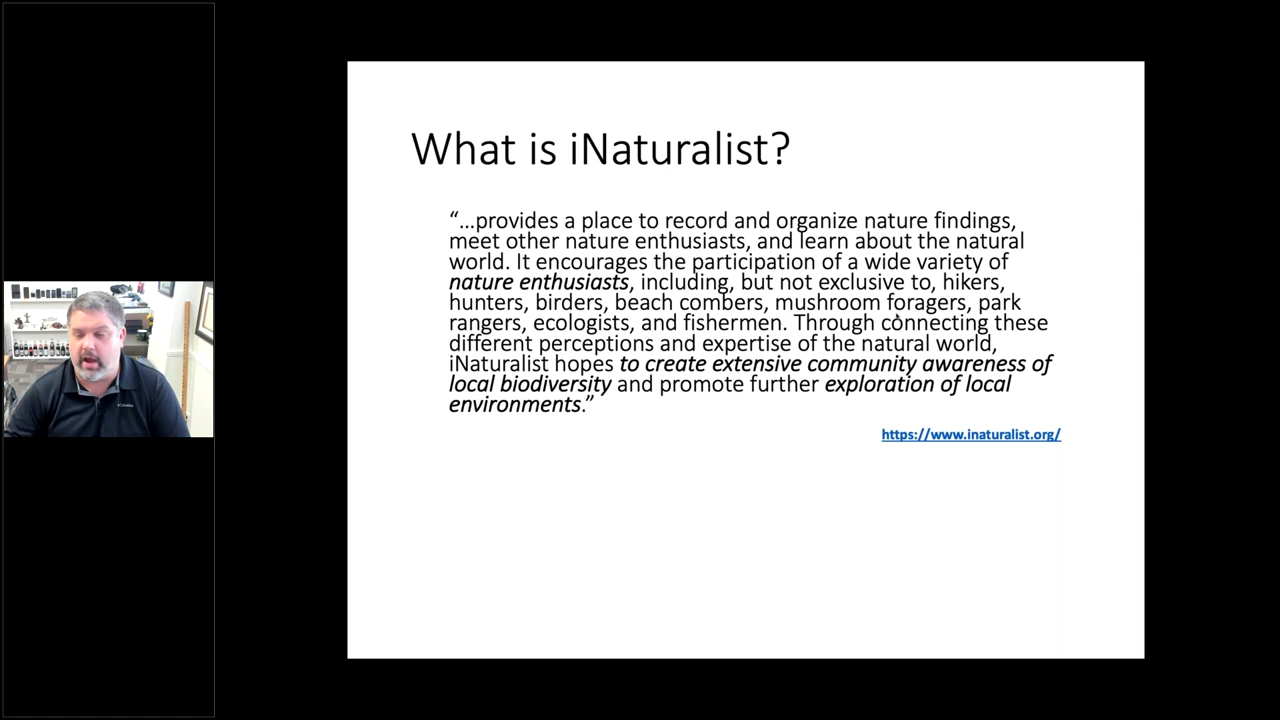 What is iNaturalist?
“…provides a place to record and organize nature findings,
meet other nature enthusiasts, and learn about the natural
world. It encourages the participation of a wide variety of
nature enthusiasts, including, but not exclusive to, hikers,
hunters, birders, beach combers, mushroom foragers, park
rangers, ecologists, and fishermen. Through connecting these
different perceptions and expertise of the natural world,
iNaturalist hopes to create extensive community awareness of
local biodiversity and promote further exploration of local
environments.”
https://www.inaturalist.org/